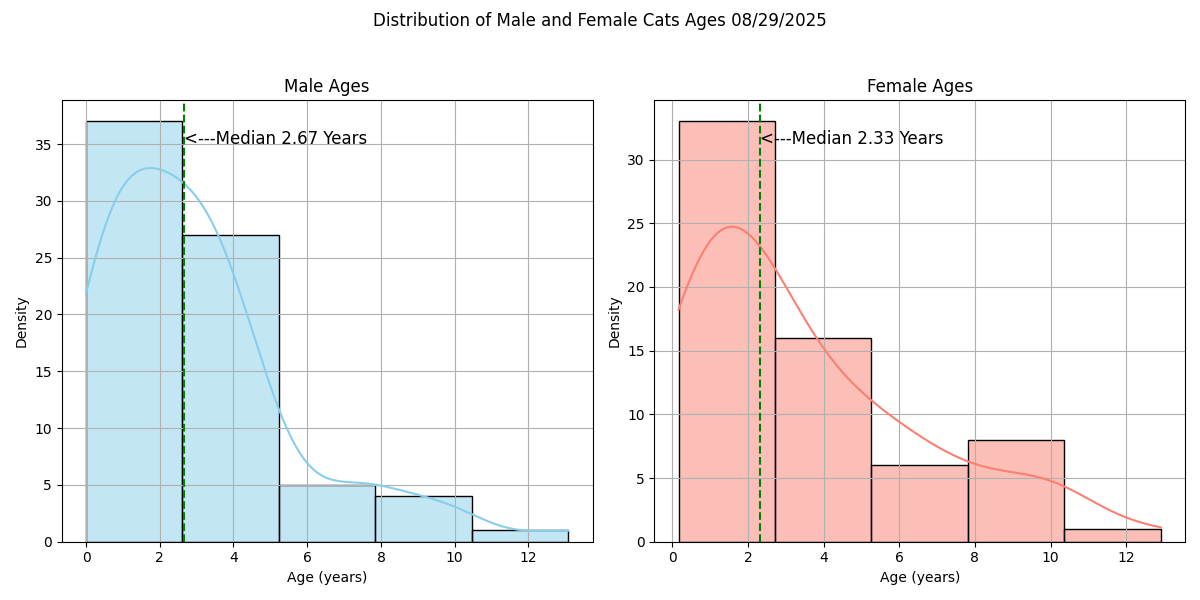 Distribution of Male and Female Cats Ages 08/29/2025
Male Ages
<---Median 2.67 Years
Density
35
30
25
20
15
10
5
0
0 2 4 6 8 10 12
Age (years)
Female Ages
<---Median 2.33 Years
Density
30
25
20
15
10
5
0
0 2 4 6 8 10 12
Age (years)